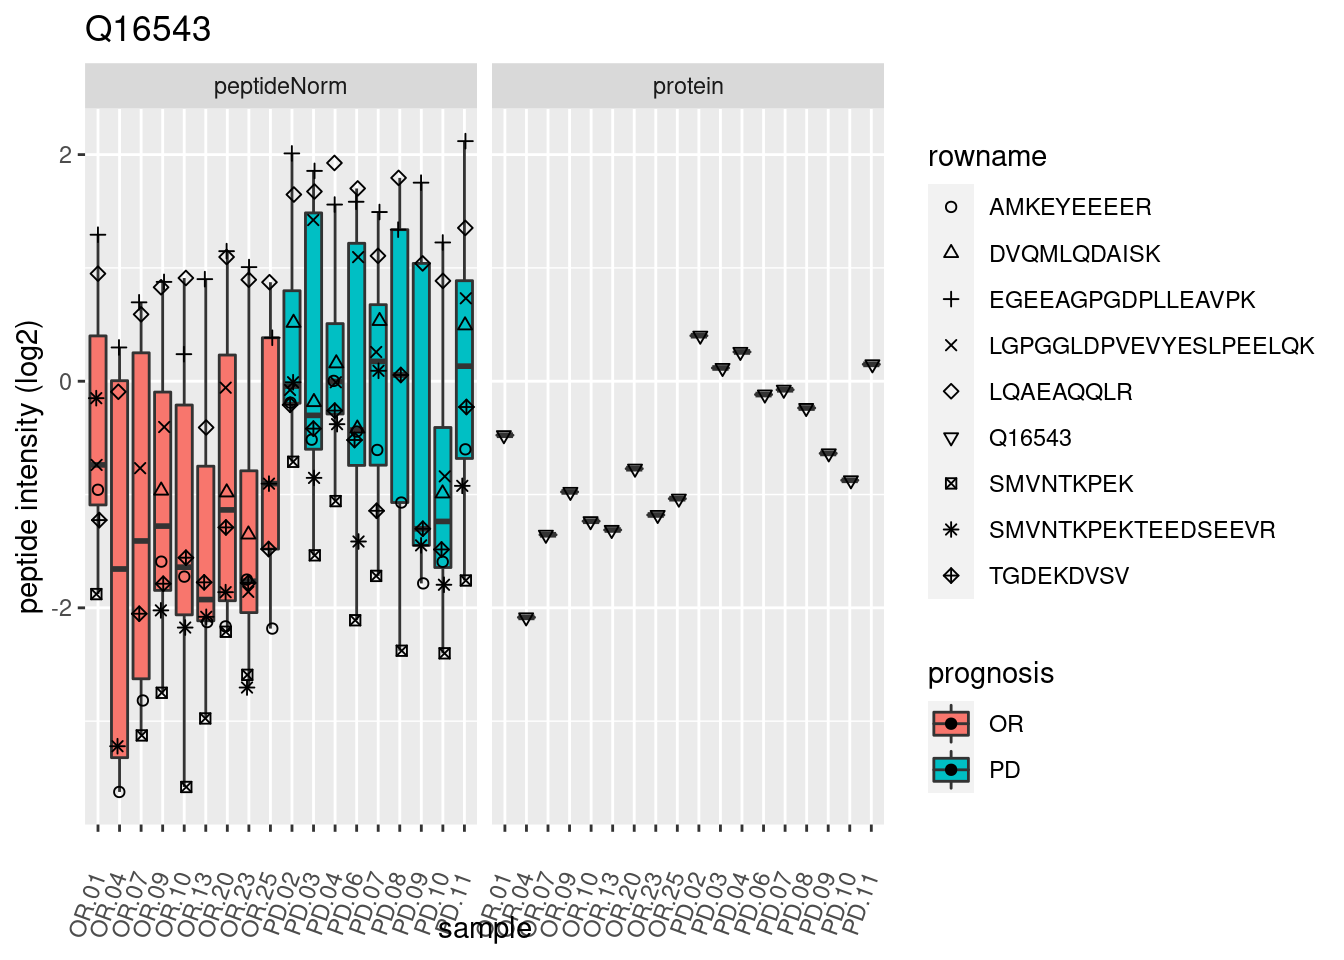 Q16543
peptideNorm
protein
peptide intensity (log2)
2
0
-2
OR.01
OR.04
OR.07
OR.09
OR.10
OR.13
OR.20
OR.23
OR.25
PD.02
PD.03
PD.04
PD.06
PD.07
PD.08
PD.09
PD.10
PD.11
OR.01
OR.04
OR.07
OR.09
OR.10
OR.13
OR.20
OR.23
OR.25
PD.02
PD.03
PD.04
PD.06
PD.07
PD.08
PD.09
PD.10
PD.11
sample
rowname
AMKEYEEEER
DVQMLQDAISK
EGEEAGPGDPLLEAVPK
LGPGGLDPVEVYESLPEELQK
LQAEAQQLR
Q16543
SMVNTKPEK
SMVNTKPEKTEEDSEEVR
TGDEKDVSV
prognosis
OR
PD